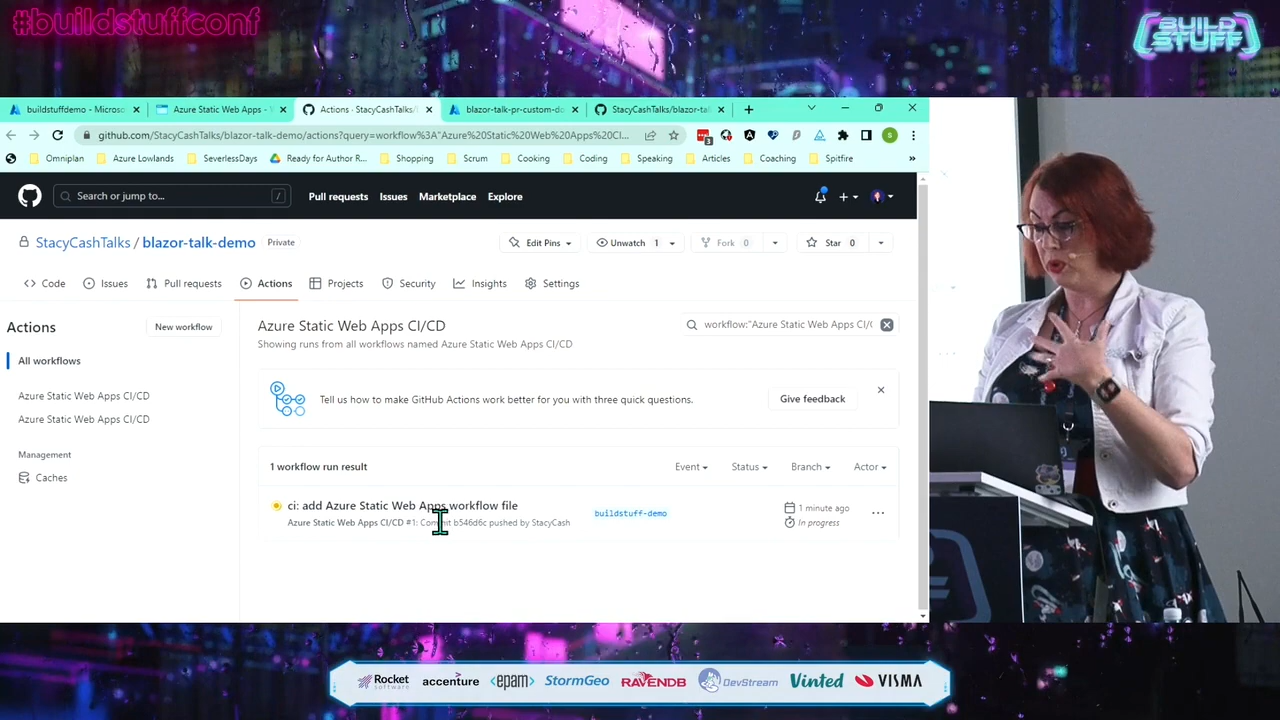 #buildstuffconf
BUILD
STUFF
buildstuffdemo - Micros
Azure Static Web Apps -
Actions · StacyCashTalks/
blazor-talk-pr-custom-do
StacyCashTalks/blazor-tal
github.com/StacyCashTalks/blazor-talk-demo/actions?query=workflow%3A"Azure%20Static%20Web%20Apps%20CI...
Omniplan
Azure Lowlands
SeverlessDays
Ready for Author R...
Shopping
Scrum
Cooking
Coding
Speaking
Articles
Coaching
Spitfire
Search or jump to...
/
Pull requests
Issues
Marketplace
Explore
StacyCashTalks / blazor-talk-demo
Private
Edit Pins
Unwatch 1
Fork 0
Star 0
Code
Issues
Pull requests
Actions
Projects
Security
Insights
Settings
Actions
New workflow
All workflows
Azure Static Web Apps CI/CD
Azure Static Web Apps CI/CD
Management
Caches
Azure Static Web Apps CI/CD
Showing runs from all workflows named Azure Static Web Apps CI/CD
workflow:"Azure Static Web Apps CI/
Tell us how to make GitHub Actions work better for you with three quick questions.
Give feedback
1 workflow run result
Event
Status
Branch
Actor
ci: add Azure Static Web Apps workflow file
Azure Static Web Apps CI/CD #1: Commit b546d6c pushed by StacyCash
buildstuff-demo
1 minute ago
In progress
Rocket
software
accenture
<epam>
STORMGEO
RAVENDB
DevStream
Vinted
VISMA